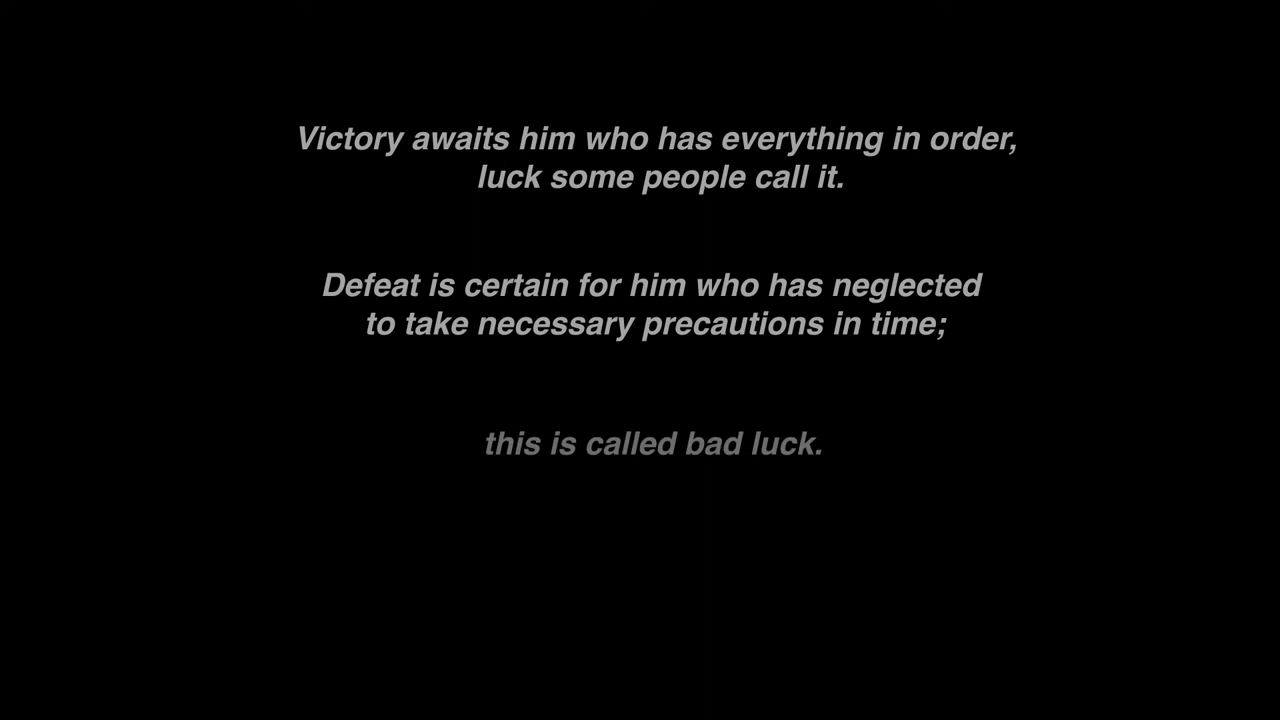 Victory awaits him who has everything in order,
luck some people call it.
Defeat is certain for him who has neglected
to take necessary precautions in time;
this is called bad luck.